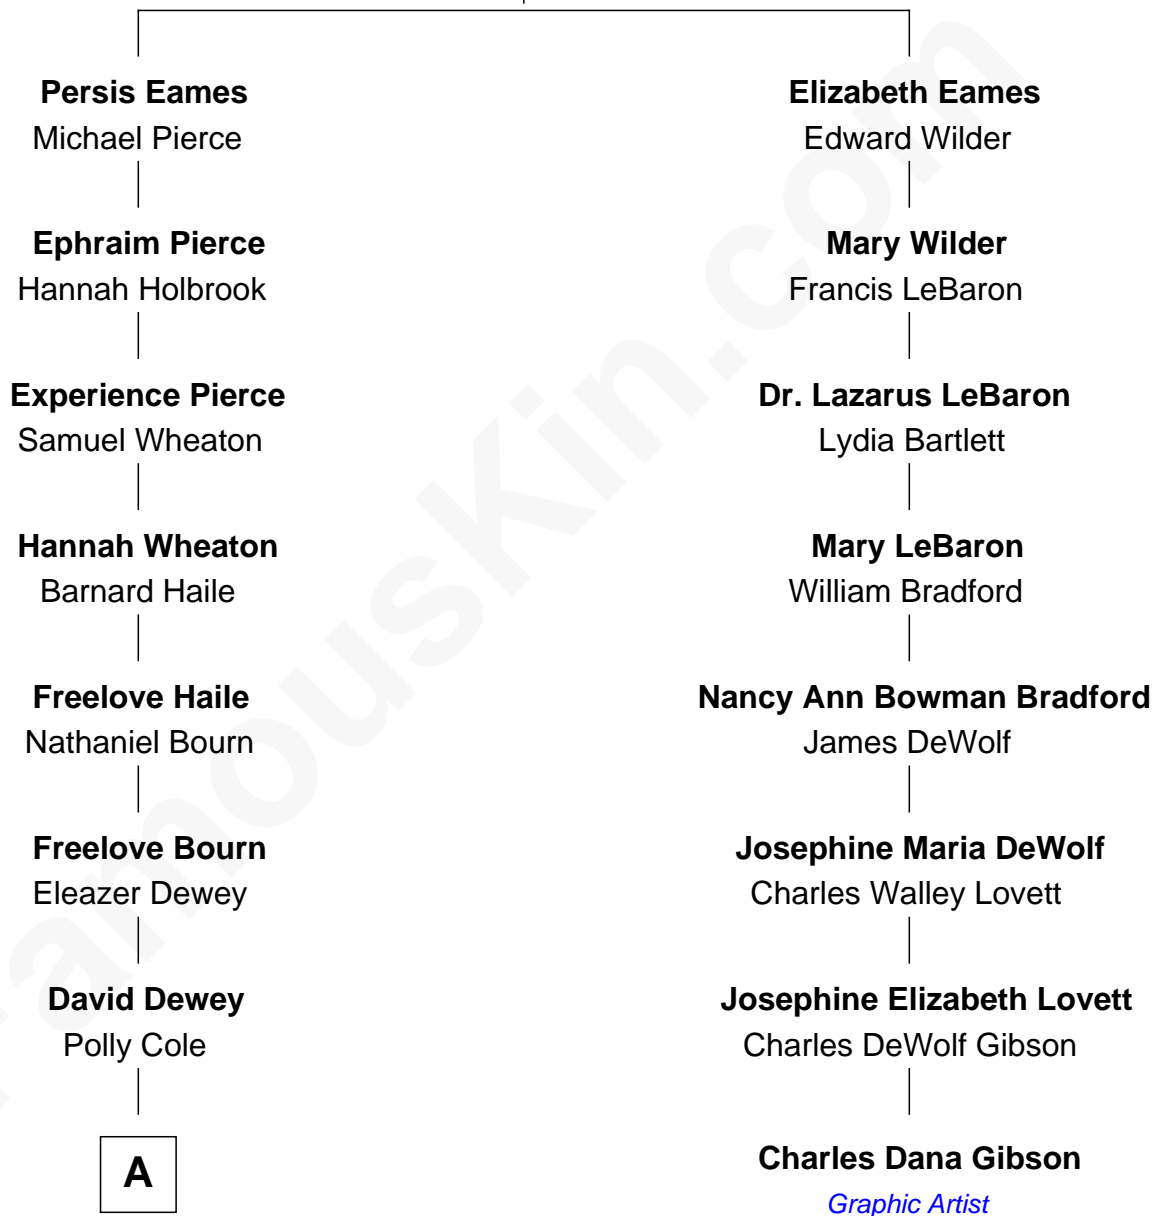 Persis Eames
Michael Pierce
Elizabeth Eames
Edward Wilder
Ephraim Pierce
Hannah Holbrook
Mary Wilder
Francis LeBaron
Experience Pierce
Samuel Wheaton
Dr. Lazarus LeBaron
Lydia Bartlett
Hannah Wheaton
Barnard Haile
Mary LeBaron
William Bradford
Freelove Haile
Nathaniel Bourn
Nancy Ann Bowman Bradford
James DeWolf
Freelove Bourn
Eleazer Dewey
Josephine Maria DeWolf
Charles Walley Lovett
David Dewey
Polly Cole
Josephine Elizabeth Lovett
Charles DeWolf Gibson
A
Charles Dana Gibson
Graphic Artist
FamousKin.com